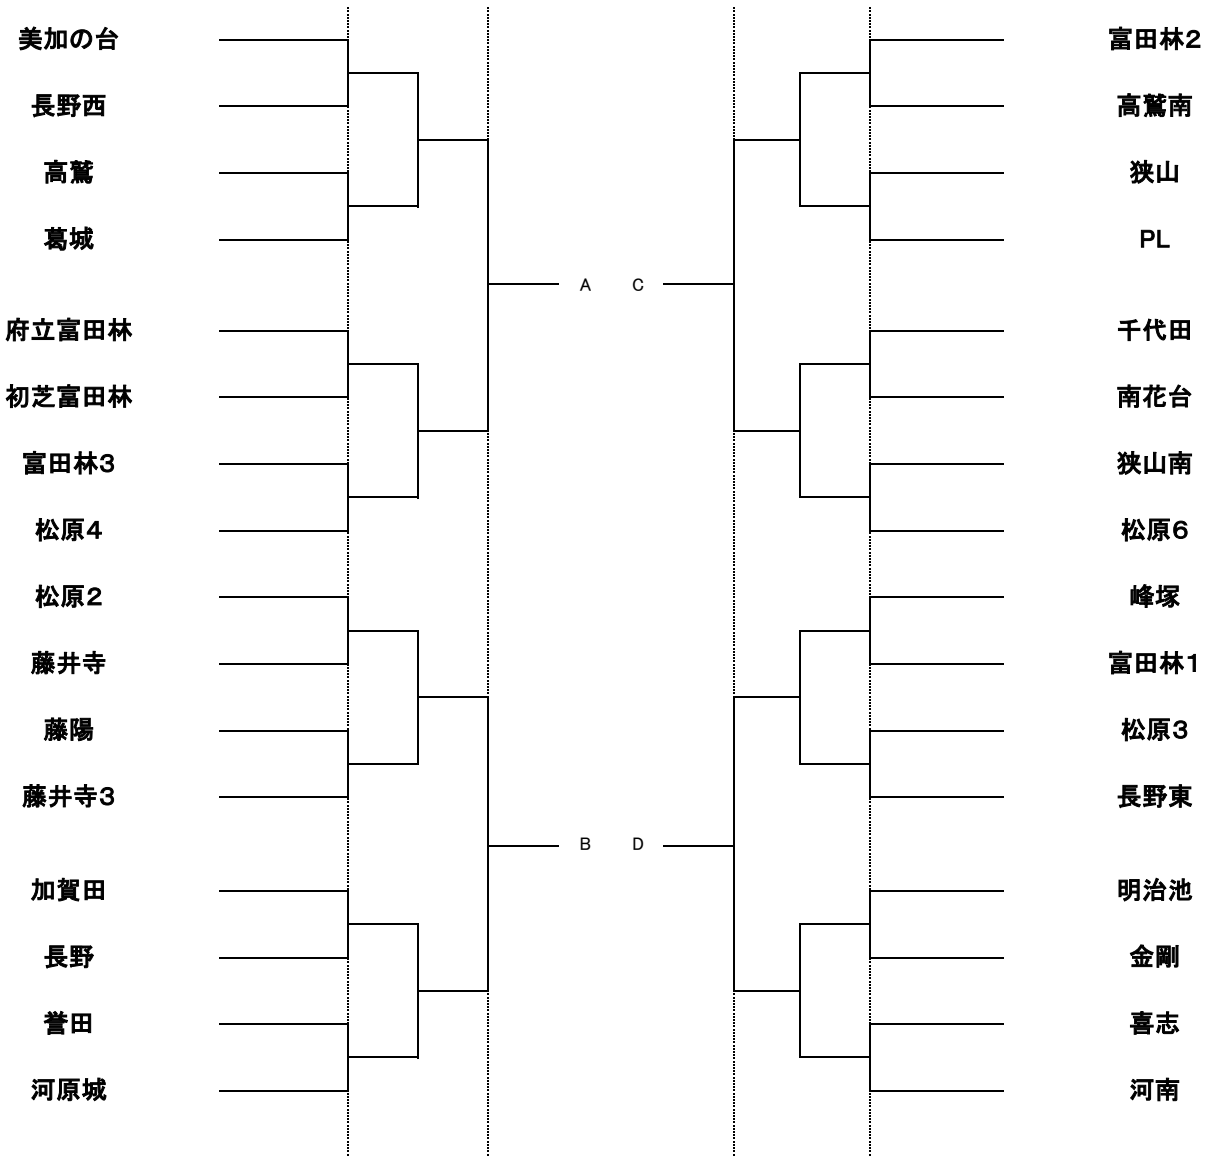 美加の台
長野西
高鷲
葛城
府立富田林
初芝富田林
富田林3
松原4
松原2
藤井寺
藤陽
藤井寺3
加賀田
長野
誉田
河原城
A
B
C
D
富田林2
高鷲南
狭山
PL
千代田
南花台
狭山南
松原6
峰塚
富田林1
松原3
長野東
明治池
金剛
喜志
河南